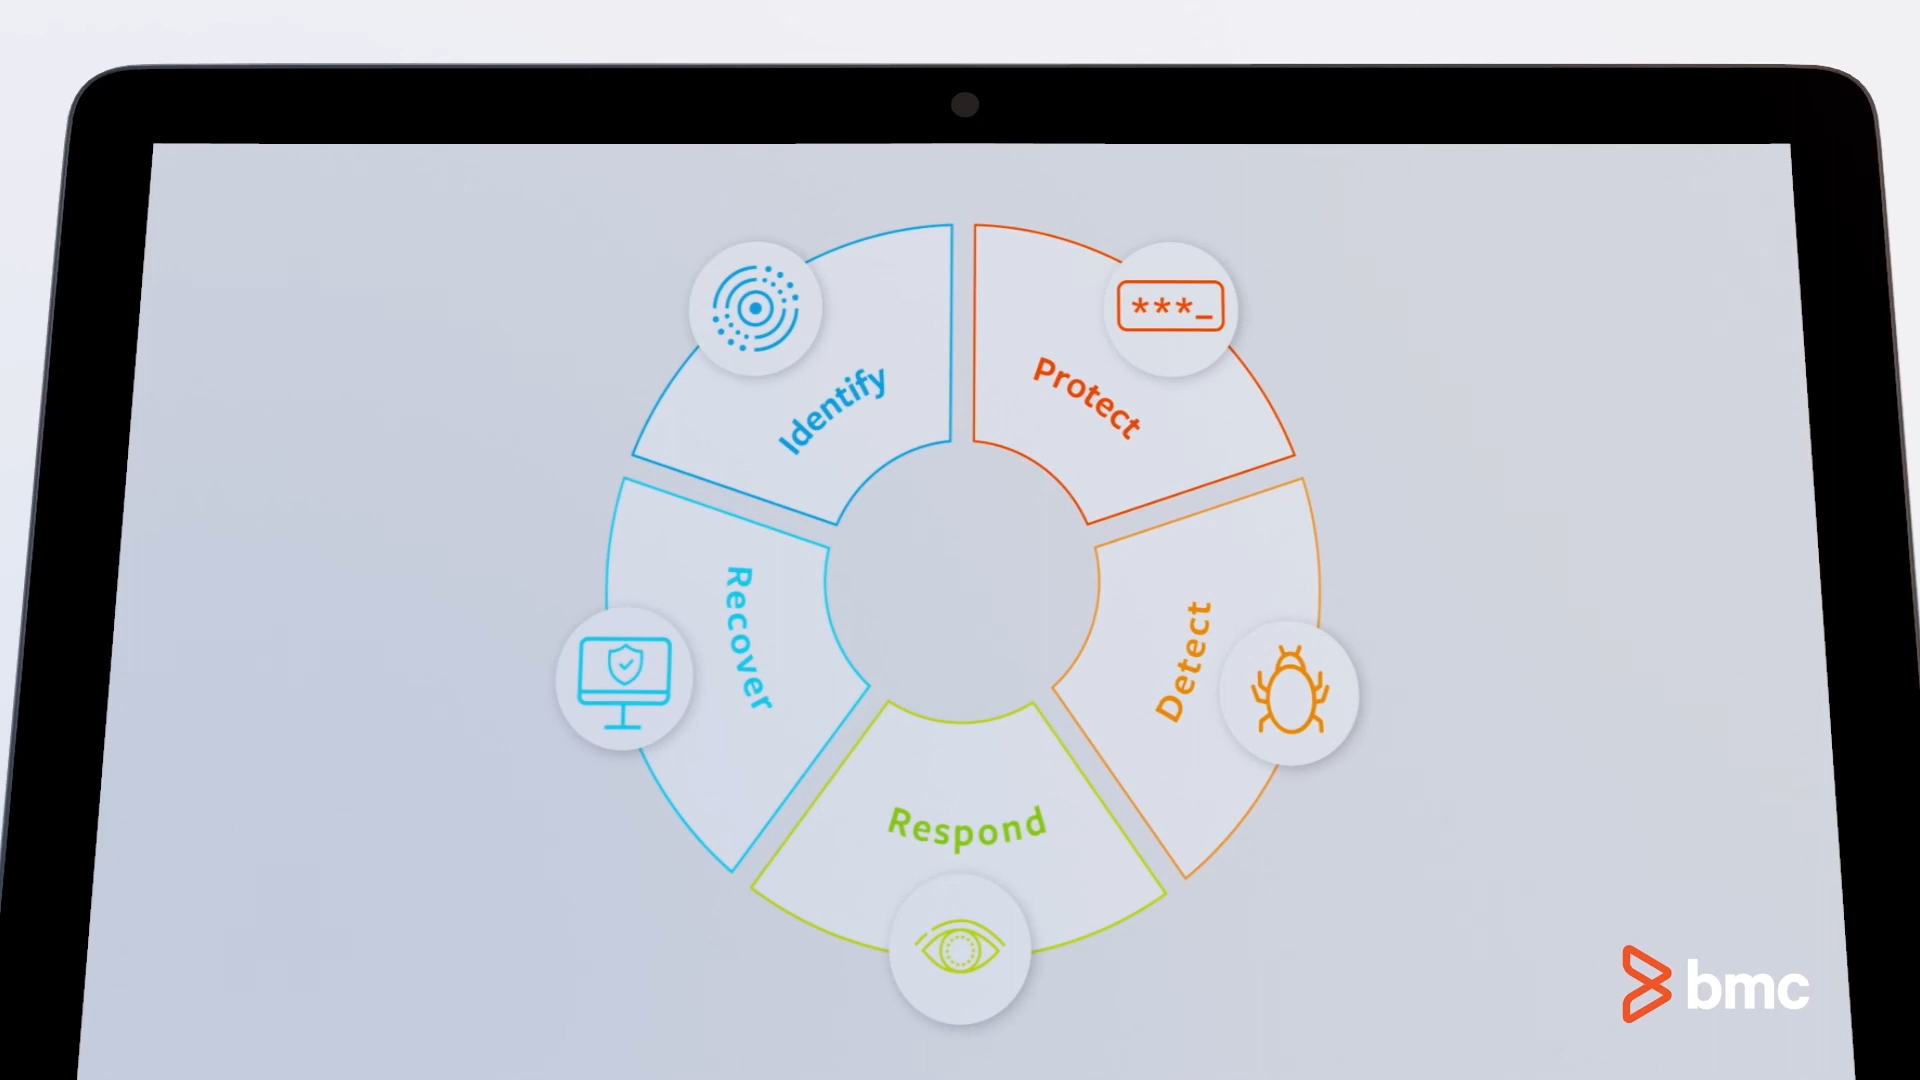 Identify
Protect
***_
Detect
Respond
Recover
bmc